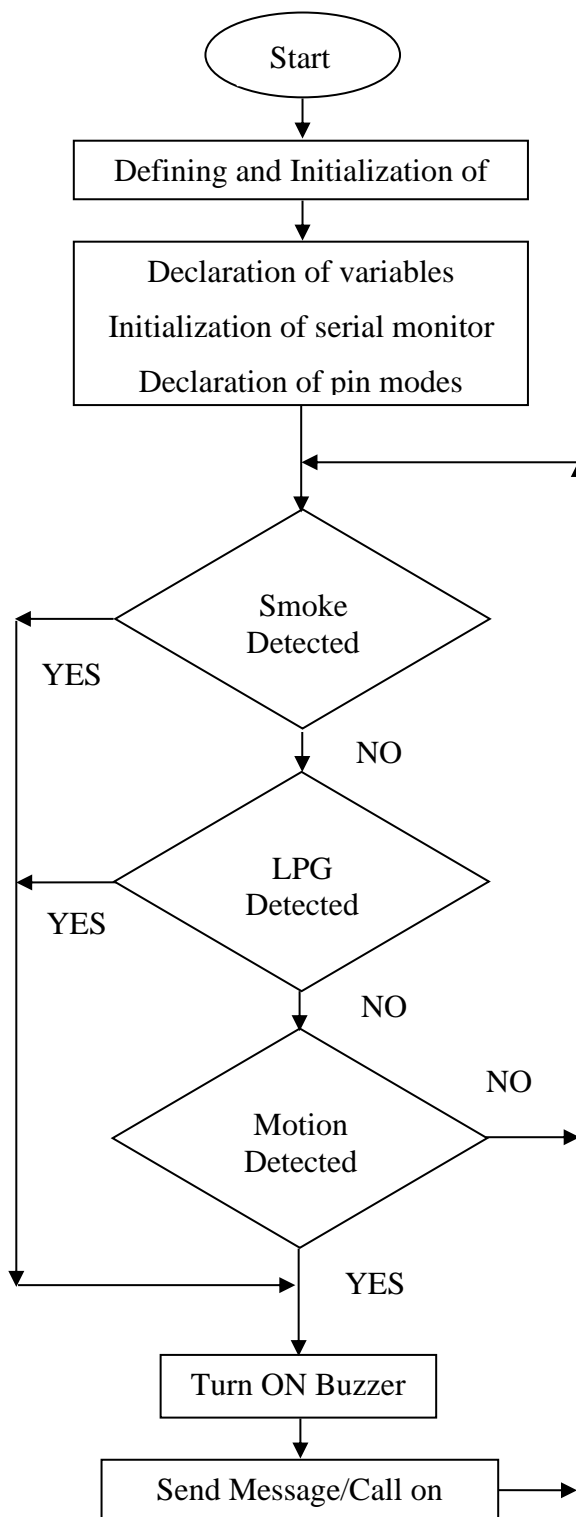 Start
Defining and Initialization of
Declaration of variables
Initialization of serial monitor
Declaration of pin modes
Smoke
Detected
YES
NO
LPG
Detected
YES
NO
NO
Motion
Detected
YES
Turn ON Buzzer
Send Message/Call on